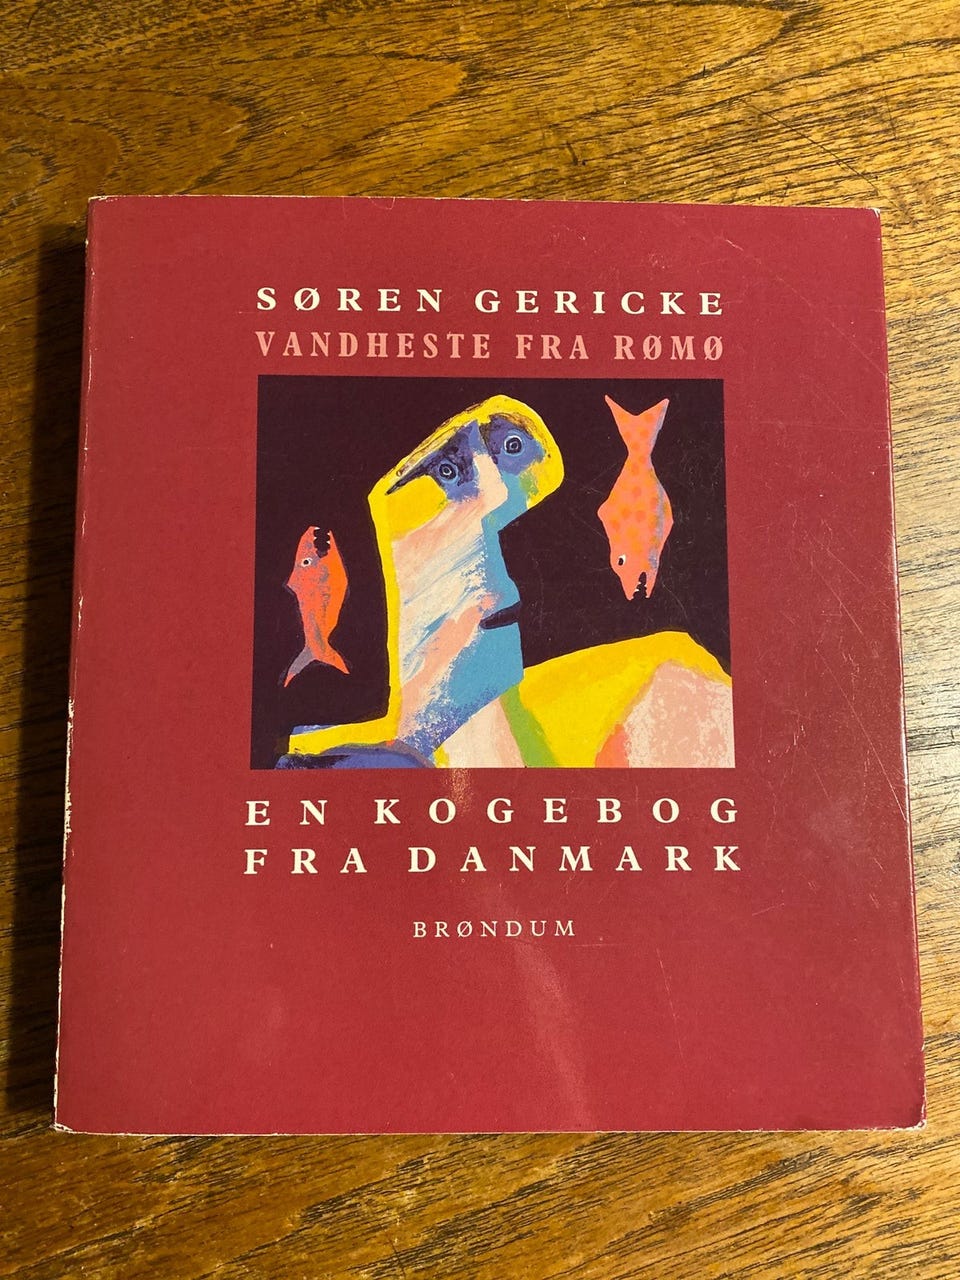 SØREN GERICKE
VANDHESTE FRA RØMØ
EN KOGEBOG
FRA DANMARK
BRØNDUM